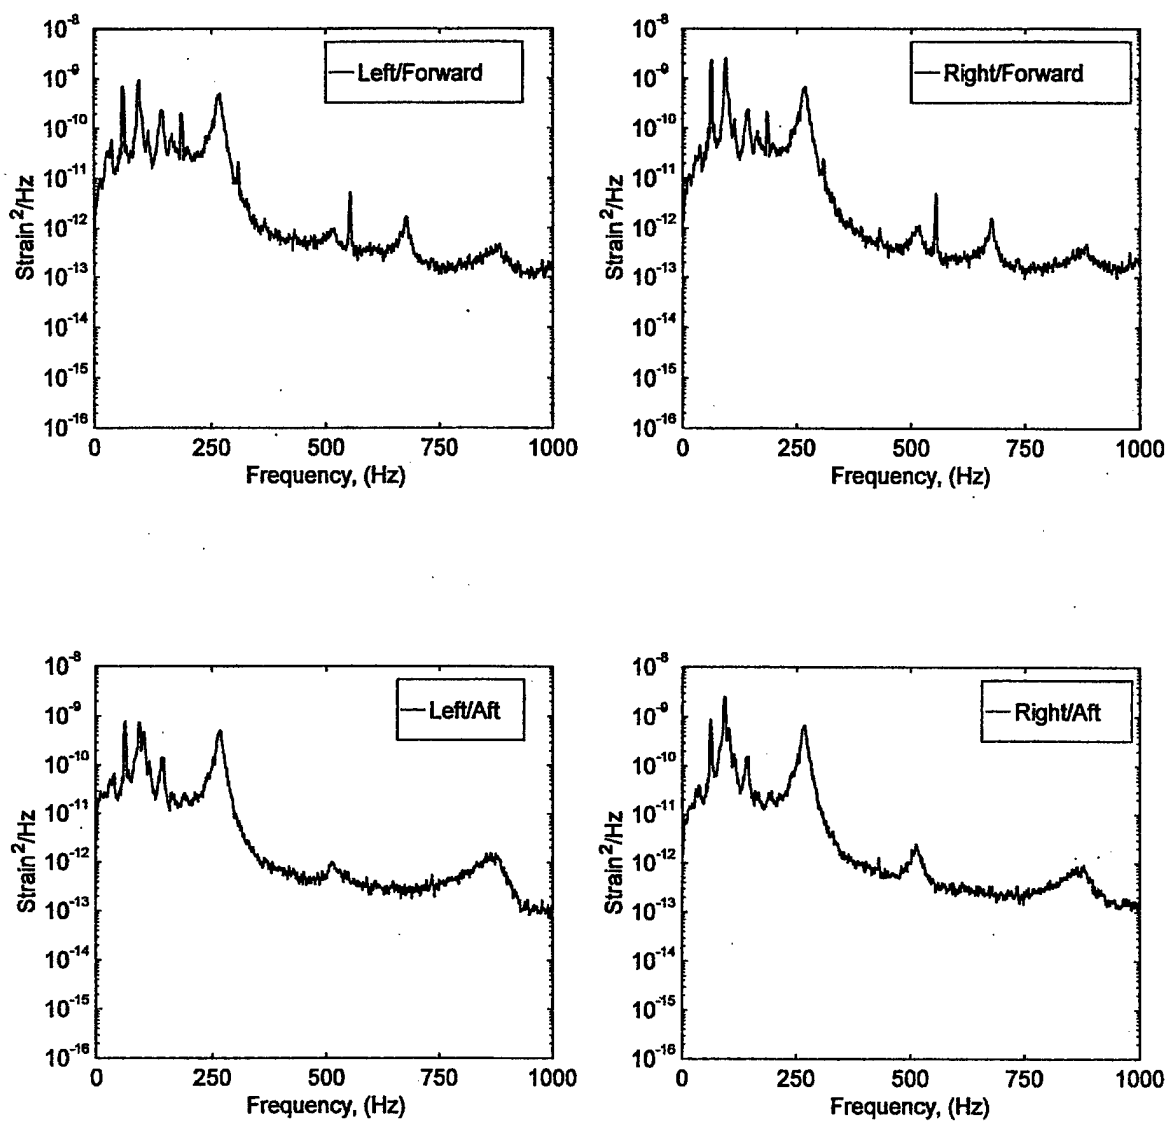 10⁻⁸
10⁻⁹
10⁻¹⁰
10⁻¹¹
10⁻¹²
10⁻¹³
10⁻¹⁴
10⁻¹⁵
10⁻¹⁶
Strain²/Hz
Left/Forward
0 250 500 750 1000
Frequency, (Hz)
10⁻⁸
10⁻⁹
10⁻¹⁰
10⁻¹¹
10⁻¹²
10⁻¹³
10⁻¹⁴
10⁻¹⁵
10⁻¹⁶
Strain²/Hz
Right/Forward
0 250 500 750 1000
Frequency, (Hz)
10⁻⁸
10⁻⁹
10⁻¹⁰
10⁻¹¹
10⁻¹²
10⁻¹³
10⁻¹⁴
10⁻¹⁵
10⁻¹⁶
Strain²/Hz
Left/Aft
0 250 500 750 1000
Frequency, (Hz)
10⁻⁸
10⁻⁹
10⁻¹⁰
10⁻¹¹
10⁻¹²
10⁻¹³
10⁻¹⁴
10⁻¹⁵
10⁻¹⁶
Strain²/Hz
Right/Aft
0 250 500 750 1000
Frequency, (Hz)